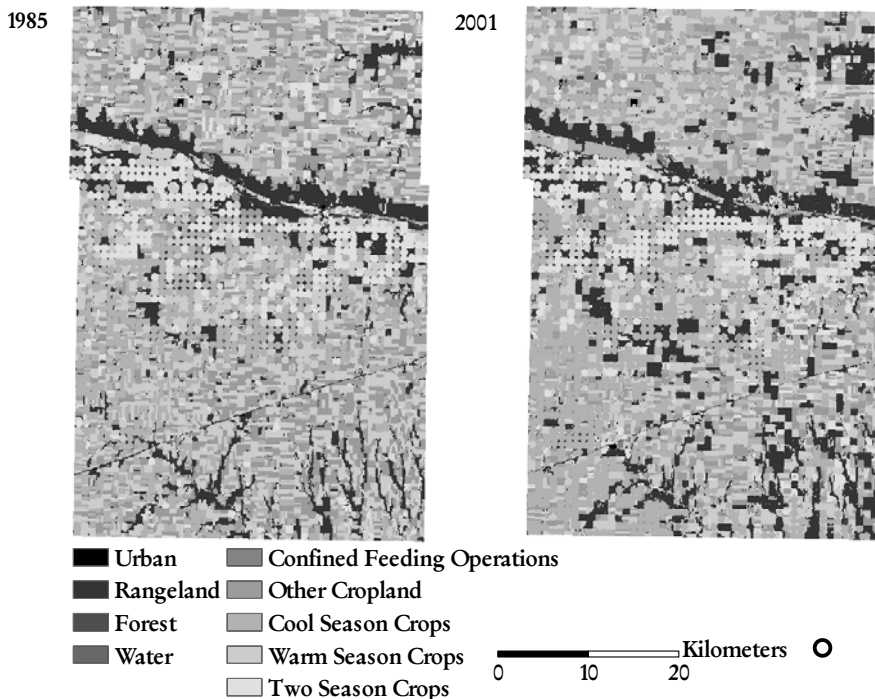 1985
2001
Urban
Rangeland
Forest
Water
Confined Feeding Operations
Other Cropland
Cool Season Crops
Warm Season Crops
Two Season Crops
Kilometers
0 10 20